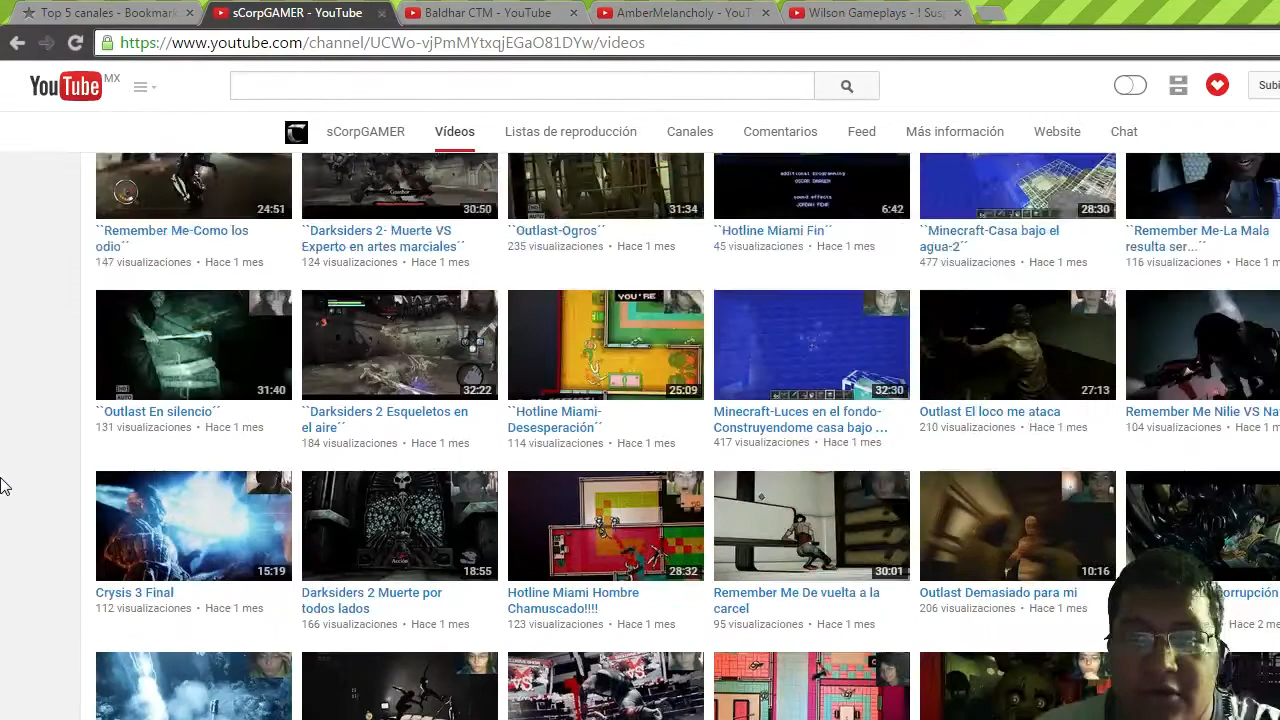 Top 5 canales - Bookmark
sCorpGAMER - YouTube
Baldhar CTM - YouTube
AmberMelancholy - YouT
Wilson Gameplays - ! Sus
https://www.youtube.com/channel/UCWo-vjPmMYtxqjEGaO81DYw/videos
YouTube MX
Subi
sCorpGAMER Vídeos Listas de reproducción Canales Comentarios Feed Más información Website Chat
additional programming
OSCAR DARWIN
sound effects
24:51 30:50 31:34 6:42 28:30
``Remember Me-Como los odio´´
147 visualizaciones • Hace 1 mes
``Darksiders 2- Muerte VS Experto en artes marciales´´
124 visualizaciones • Hace 1 mes
``Outlast-Ogros´´
235 visualizaciones • Hace 1 mes
``Hotline Miami Fin´´
45 visualizaciones • Hace 1 mes
``Minecraft-Casa bajo el agua-2´´
477 visualizaciones • Hace 1 mes
``Remember Me-La Mala resulta ser...´´
116 visualizaciones • Hace 1 m
YOU'RE
31:40 32:22 25:09 32:30 27:13
``Outlast En silencio´´
131 visualizaciones • Hace 1 mes
``Darksiders 2 Esqueletos en el aire´´
184 visualizaciones • Hace 1 mes
``Hotline Miami-Desesperación´´
114 visualizaciones • Hace 1 mes
Minecraft-Luces en el fondo-Construyendome casa bajo ...
417 visualizaciones • Hace 1 mes
Outlast El loco me ataca
210 visualizaciones • Hace 1 mes
Remember Me Nilie VS Na
104 visualizaciones • Hace 1 m
Acción
15:19 18:55 28:32 30:01 10:16
Crysis 3 Final
112 visualizaciones • Hace 1 mes
Darksiders 2 Muerte por todos lados
166 visualizaciones • Hace 1 mes
Hotline Miami Hombre Chamuscado!!!!
123 visualizaciones • Hace 1 mes
Remember Me De vuelta a la carcel
95 visualizaciones • Hace 1 mes
Outlast Demasiado para mi
206 visualizaciones • Hace 1 mes
orrupción
Hace 2 me